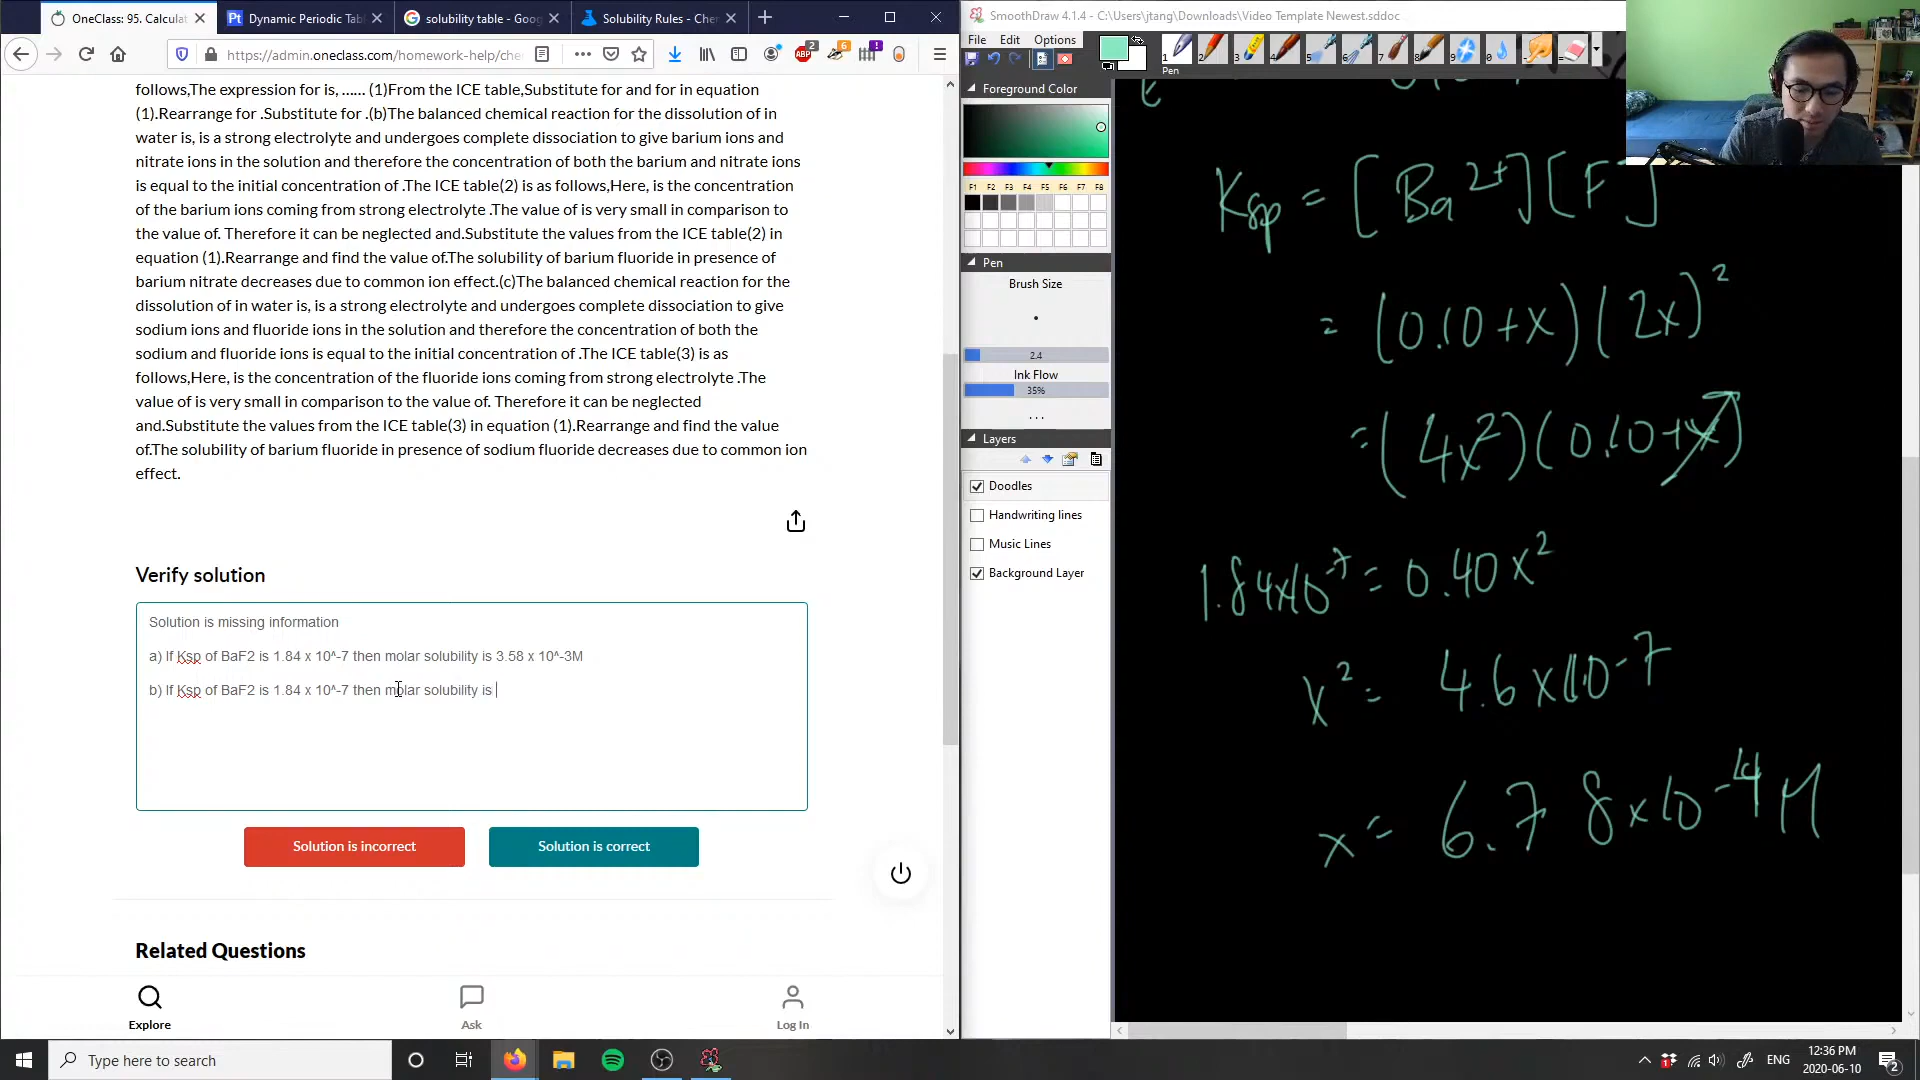 OneClass: 95. Calculat
Dynamic Periodic Tab
solubility table - Goog
Solubility Rules - Che
https://admin.oneclass.com/homework-help/che
follows,The expression for is, ...... (1)From the ICE table,Substitute for and for in equation
(1).Rearrange for .Substitute for .(b)The balanced chemical reaction for the dissolution of in
water is, is a strong electrolyte and undergoes complete dissociation to give barium ions and
nitrate ions in the solution and therefore the concentration of both the barium and nitrate ions
is equal to the initial concentration of .The ICE table(2) is as follows,Here, is the concentration
of the barium ions coming from strong electrolyte .The value of is very small in comparison to
the value of. Therefore it can be neglected and.Substitute the values from the ICE table(2) in
equation (1).Rearrange and find the value of.The solubility of barium fluoride in presence of
barium nitrate decreases due to common ion effect.(c)The balanced chemical reaction for the
dissolution of in water is, is a strong electrolyte and undergoes complete dissociation to give
sodium ions and fluoride ions in the solution and therefore the concentration of both the
sodium and fluoride ions is equal to the initial concentration of .The ICE table(3) is as
follows,Here, is the concentration of the fluoride ions coming from strong electrolyte .The
value of is very small in comparison to the value of. Therefore it can be neglected
and.Substitute the values from the ICE table(3) in equation (1).Rearrange and find the value
of.The solubility of barium fluoride in presence of sodium fluoride decreases due to common ion
effect.
Verify solution
Solution is missing information
a) If Ksp of BaF2 is 1.84 x 10^-7 then molar solubility is 3.58 x 10^-3M
b) If Ksp of BaF2 is 1.84 x 10^-7 then molar solubility is
Solution is incorrect
Solution is correct
Related Questions
Explore
Ask
Log In
SmoothDraw 4.1.4 - C:\Users\jtang\Downloads\Video Template Newest.sddoc
File Edit Options
Pen
Foreground Color
F1 F2 F3 F4 F5 F6 F7 F8
Pen
Brush Size
2.4
Ink Flow
35%
...
Layers
Doodles
Handwriting lines
Music Lines
Background Layer
Ksp = [Ba2+][F-]
= (0.10+x)(2x)²
=(4x²)(0.10+x)
1.84x10-7 = 0.40x²
x² = 4.6x10-7
x = 6.78x10-4 M
Type here to search
ENG
12:36 PM
2020-06-10